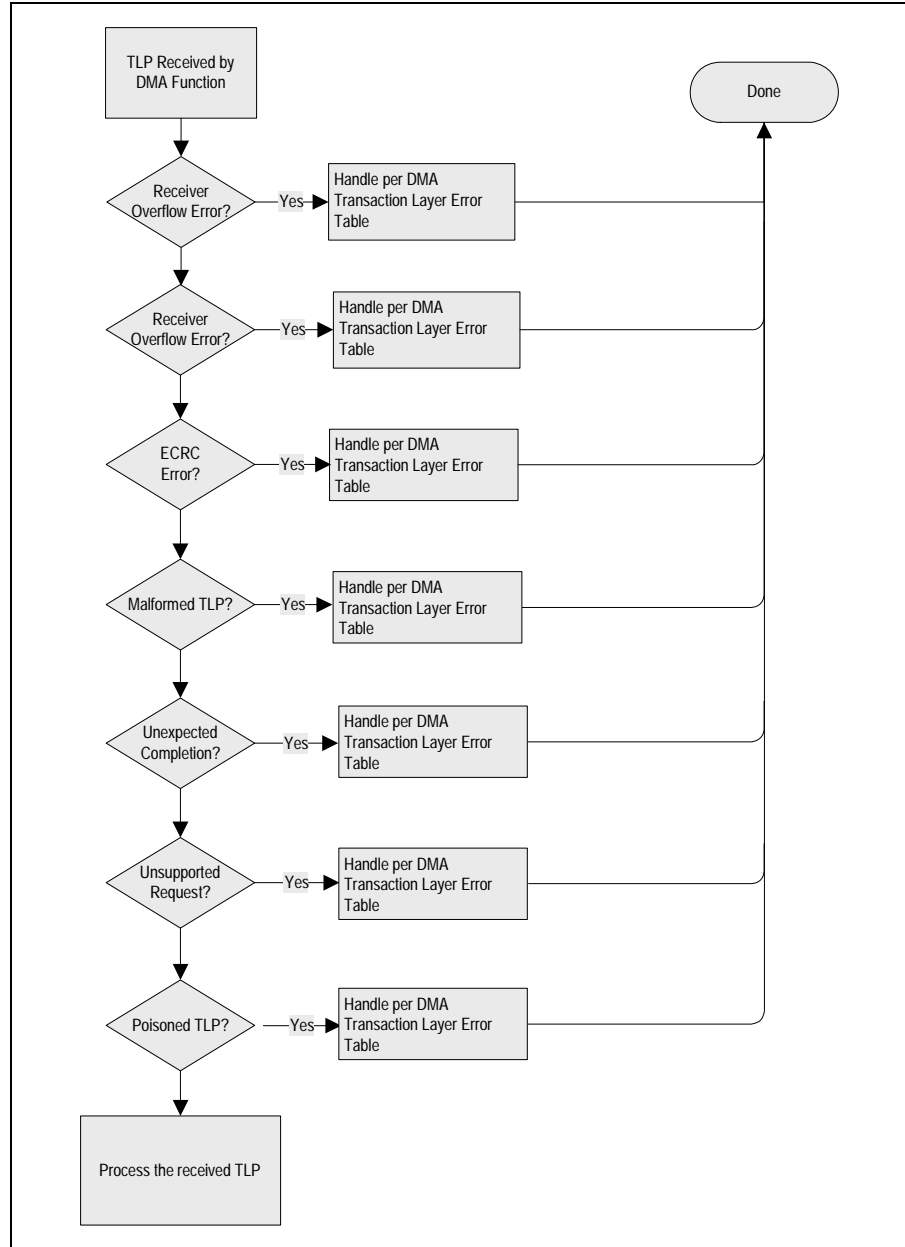 TLP Received by
DMA Function
Done
Receiver
Overflow Error?
Yes
Handle per DMA
Transaction Layer Error
Table
Receiver
Overflow Error?
Yes
Handle per DMA
Transaction Layer Error
Table
ECRC
Error?
Yes
Handle per DMA
Transaction Layer Error
Table
Malformed TLP?
Yes
Handle per DMA
Transaction Layer Error
Table
Unexpected
Completion?
Yes
Handle per DMA
Transaction Layer Error
Table
Unsupported
Request?
Yes
Handle per DMA
Transaction Layer Error
Table
Poisoned TLP?
Yes
Handle per DMA
Transaction Layer Error
Table
Process the received TLP